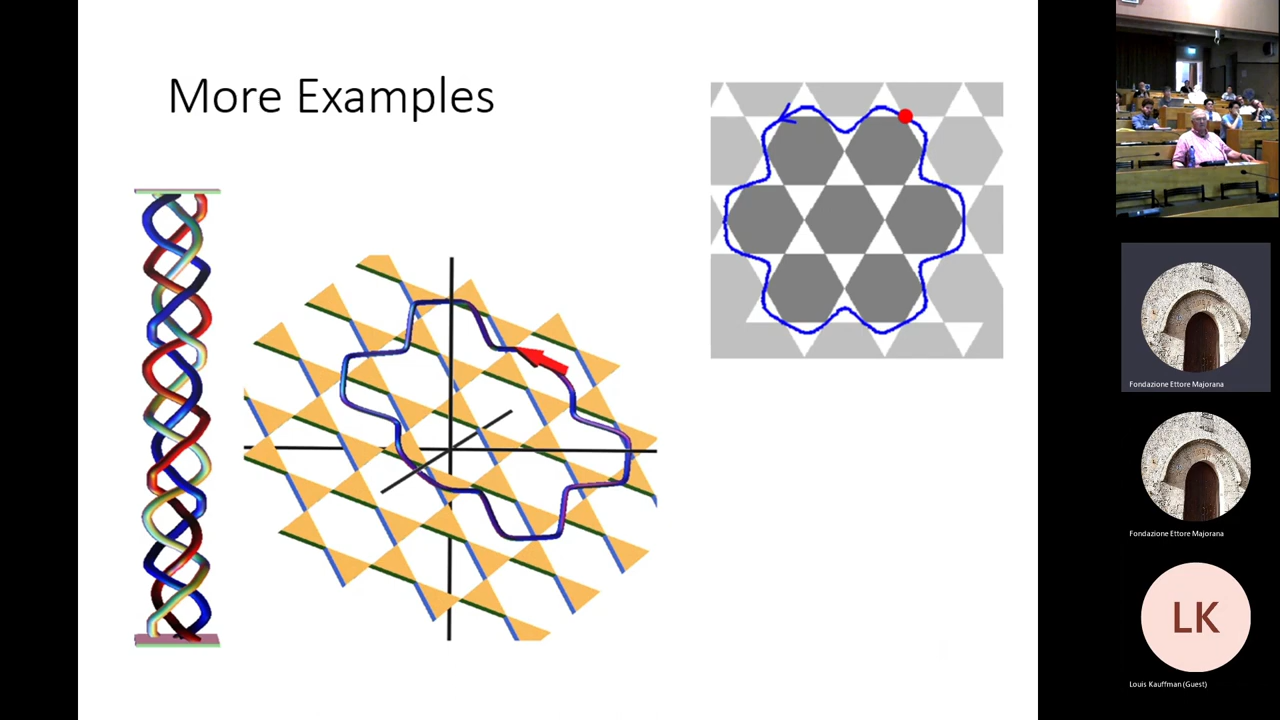 More Examples
Fondazione Ettore Majorana
Fondazione Ettore Majorana
LK
Louis Kauffman (Guest)